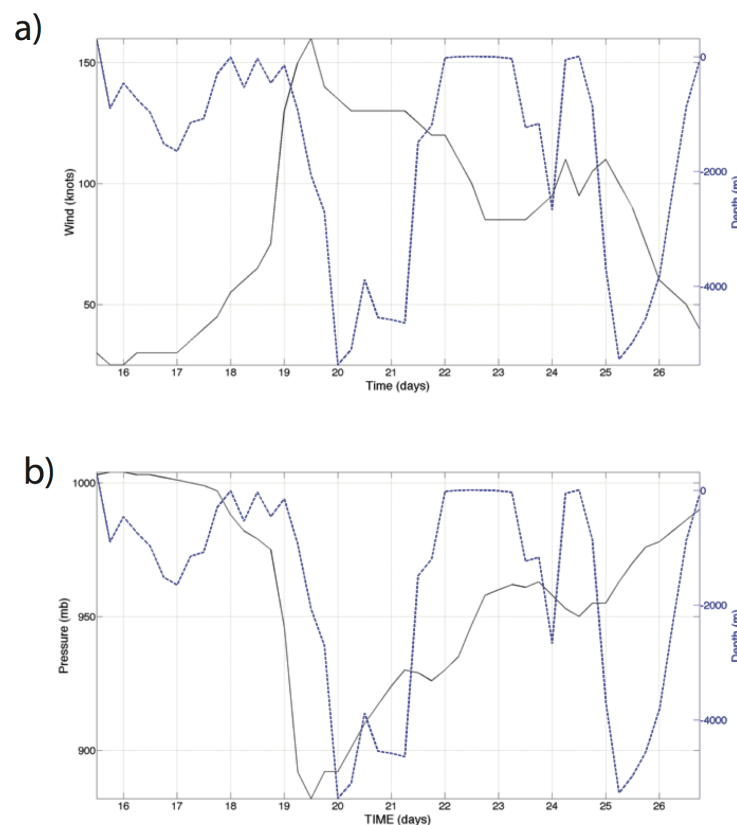 a)
150
100
50
Wind (knots)
0
-2000
-4000
Depth (m)
16 17 18 19 20 21 22 23 24 25 26
Time (days)
b)
1000
950
900
Pressure (mb)
0
-2000
-4000
Depth (m)
16 17 18 19 20 21 22 23 24 25 26
TIME (days)